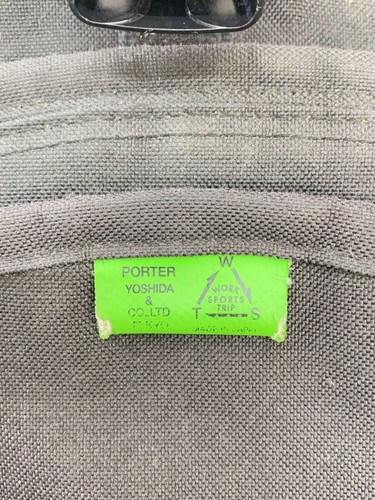 PORTER
YOSHIDA
&
CO.,LTD
W
WORK
SPORTS
TRIP
T
S